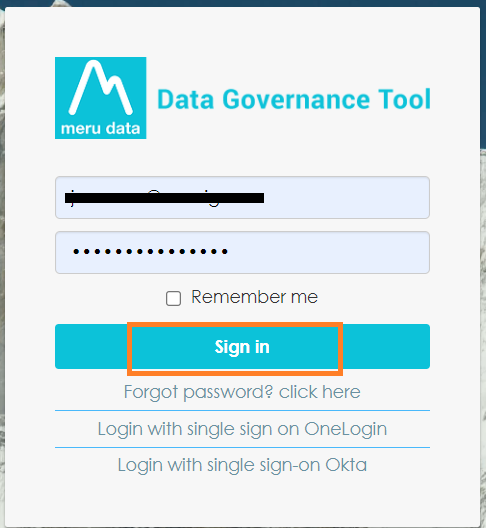 meru data
Data Governance Tool
•••••••••••••••
Remember me
Sign in
Forgot password? click here
Login with single sign on OneLogin
Login with single sign-on Okta